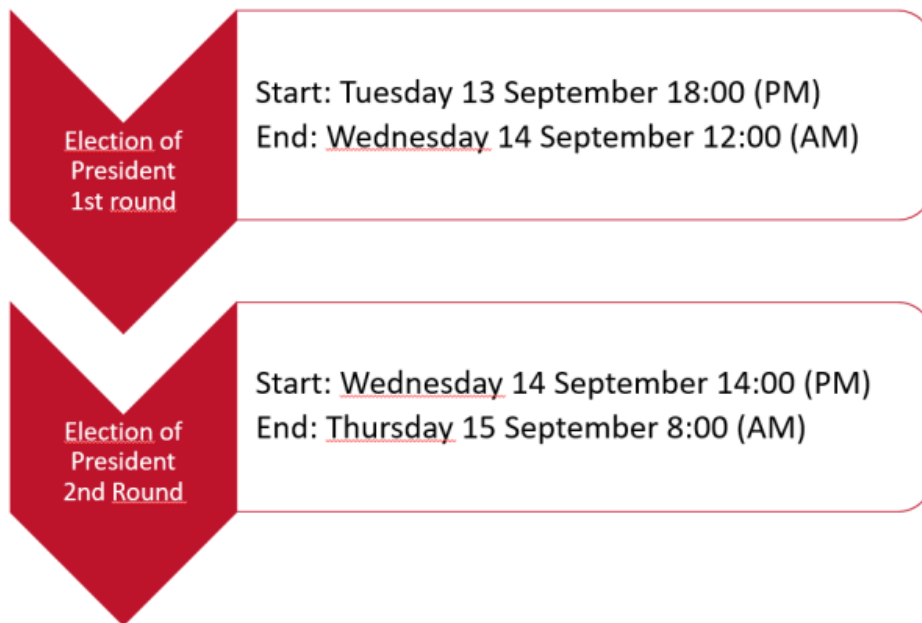 Election of
President
1st round
Start: Tuesday 13 September 18:00 (PM)
End: Wednesday 14 September 12:00 (AM)
Election of
President
2nd Round
Start: Wednesday 14 September 14:00 (PM)
End: Thursday 15 September 8:00 (AM)